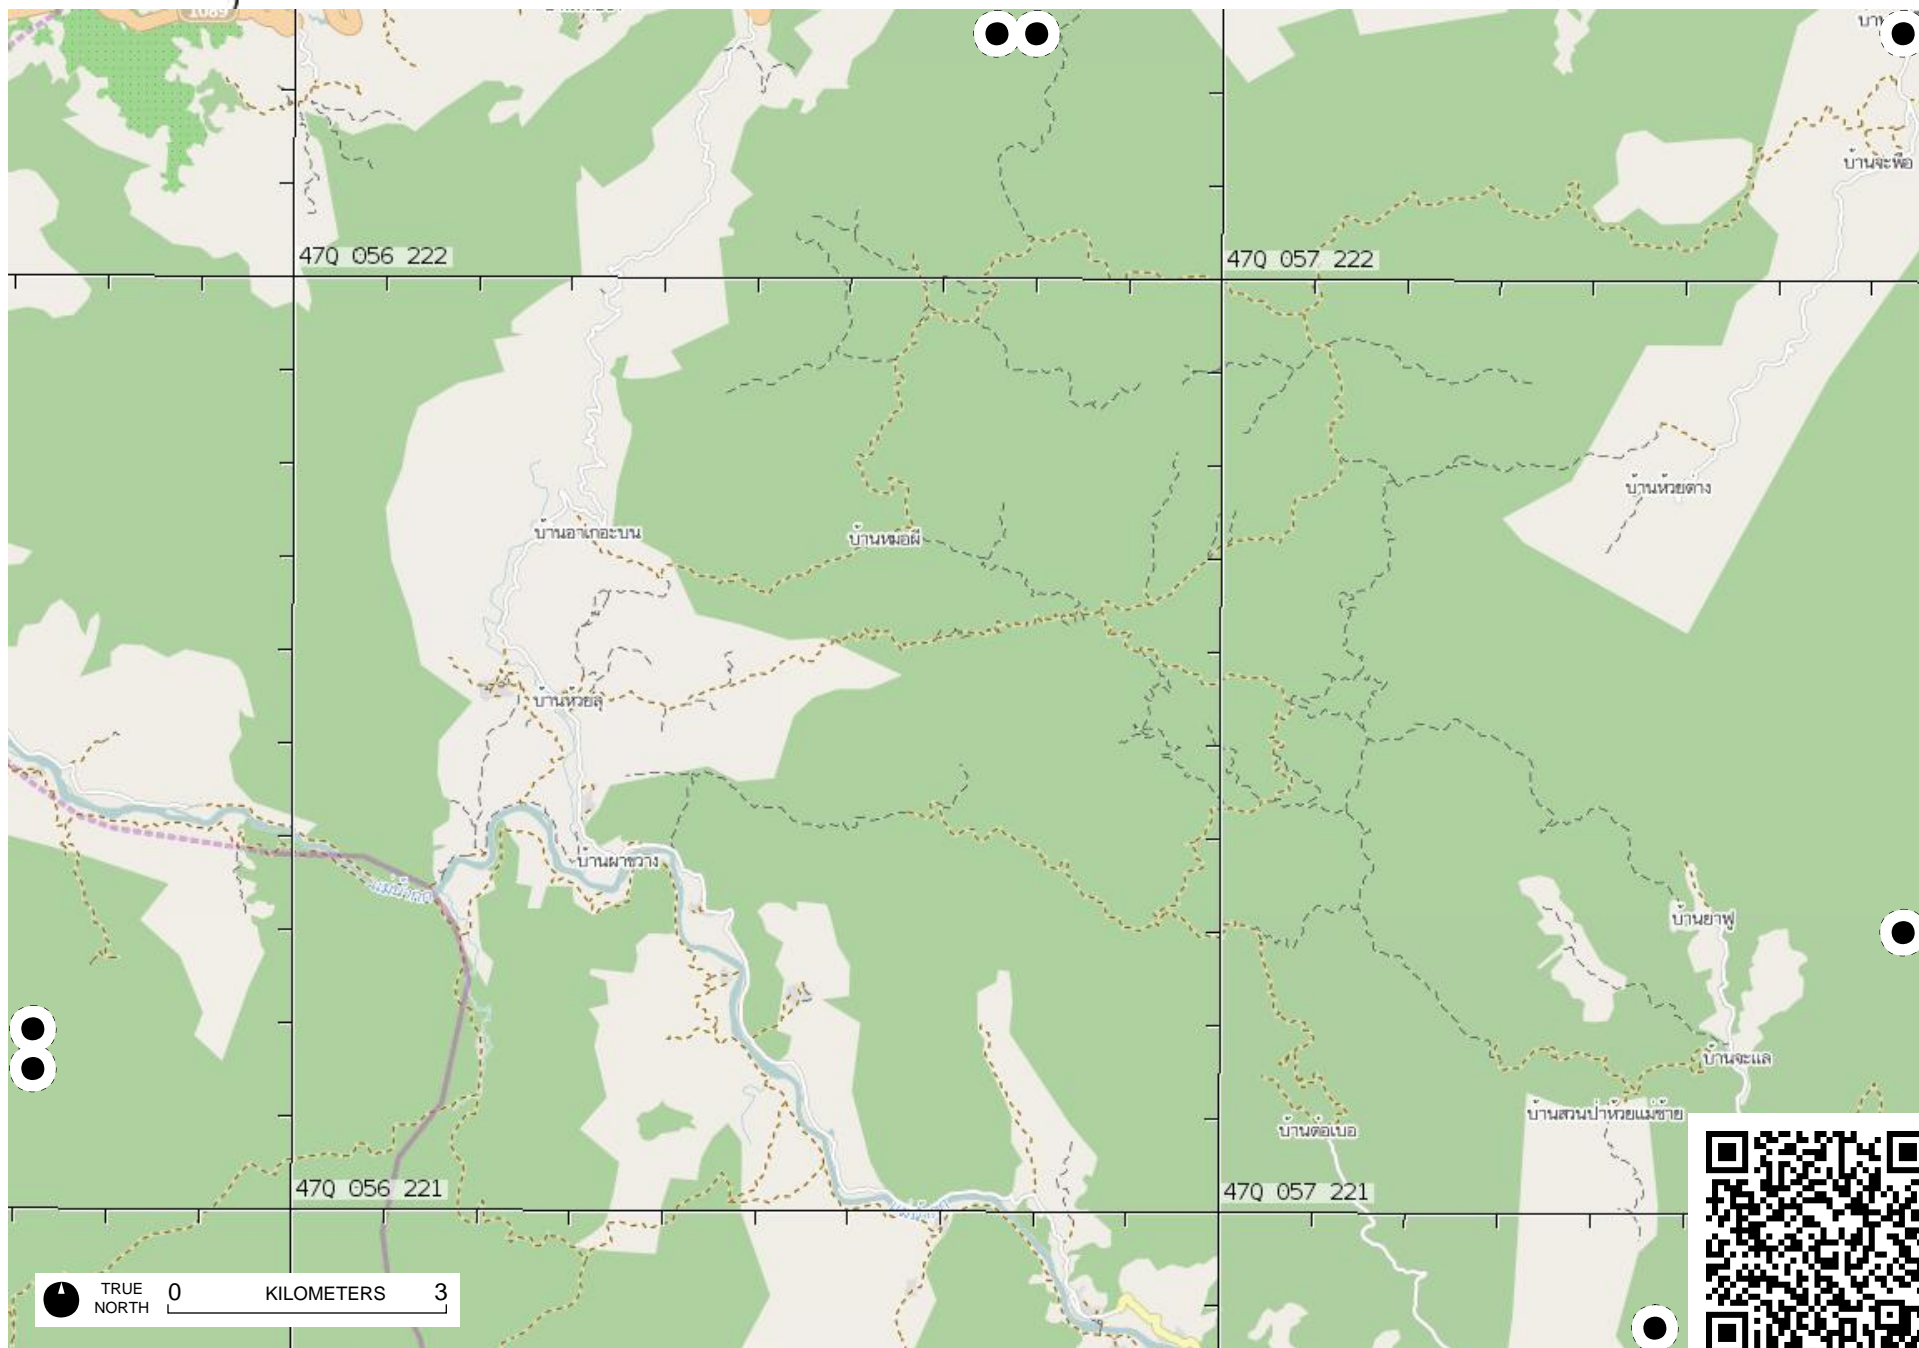 1089
บ้านจะพือ
47Q 056 222
47Q 057 222
บ้านห้วยต่าง
บ้านอาเกอะบน
บ้านหมอผี
บ้านห้วยลุ
บ้านผาขวาง
บ้านยาฟู
บ้านจะแล
บ้านสวนป่าห้วยแม่ซ้าย
บ้านต่อเบอ
47Q 056 221
47Q 057 221
TRUE NORTH
0 KILOMETERS 3